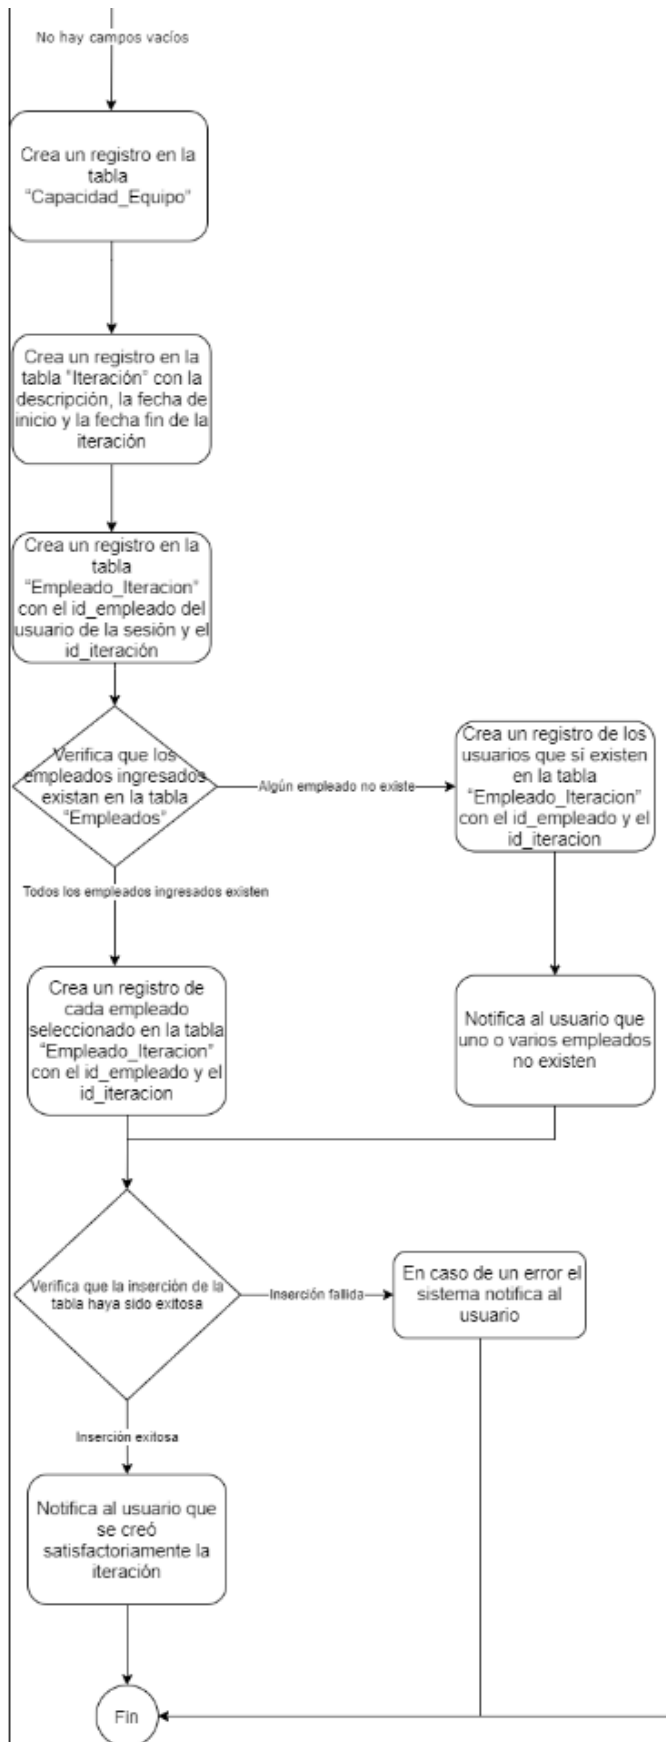 No hay campos vacíos
Crea un registro en la
tabla
"Capacidad_Equipo"
Crea un registro en la
tabla "Iteración" con la
descripción, la fecha de
inicio y la fecha fin de la
iteración
Crea un registro en la
tabla
"Empleado_Iteracion"
con el id_empleado del
usuario de la sesión y el
id_iteración
Verifica que los
empleados ingresados
existan en la tabla
"Empleados"
Algún empleado no existe
Crea un registro de los
usuarios que sí existen
en la tabla
"Empleado_Iteracion"
con el id_empleado y el
id_iteracion
Todos los empleados ingresados existen
Crea un registro de
cada empleado
seleccionado en la tabla
"Empleado_Iteracion"
con el id_empleado y el
id_iteracion
Notifica al usuario que
uno o varios empleados
no existen
Verifica que la inserción de la
tabla haya sido exitosa
Inserción fallida
En caso de un error el
sistema notifica al
usuario
Inserción exitosa
Notifica al usuario que
se creó
satisfactoriamente la
iteración
Fin